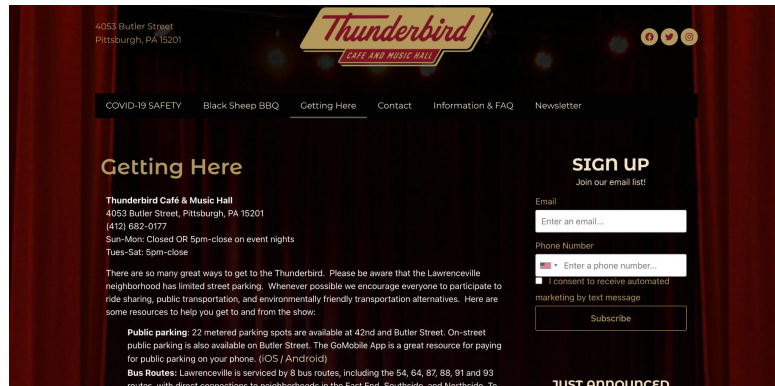 4053 Butler Street
Pittsburgh, PA 15201
Thunderbird
CAFE AND MUSIC HALL
COVID-19 SAFETY
Black Sheep BBQ
Getting Here
Contact
Information & FAQ
Newsletter
Getting Here
Thunderbird Café & Music Hall
4053 Butler Street, Pittsburgh, PA 15201
(412) 682-0177
Sun-Mon: Closed OR 5pm-close on event nights
Tues-Sat: 5pm-close
There are so many great ways to get to the Thunderbird.  Please be aware that the Lawrenceville
neighborhood has limited street parking.  Whenever possible we encourage everyone to participate to
ride sharing, public transportation, and environmentally friendly transportation alternatives.  Here are
some resources to help you get to and from the show:
Public parking: 22 metered parking spots are available at 42nd and Butler Street. On-street
public parking is also available on Butler Street. The GoMobile App is a great resource for paying
for public parking on your phone. (iOS / Android)
Bus Routes: Lawrenceville is serviced by 8 bus routes, including the 54, 64, 87, 88, 91 and 93
routes, with direct connections to neighborhoods in the East End, Southside, and Northside. To
SIGN UP
Join our email list!
Email
Enter an email...
Phone Number
Enter a phone number...
I consent to receive automated
marketing by text message
Subscribe
JUST ANNOUNCED